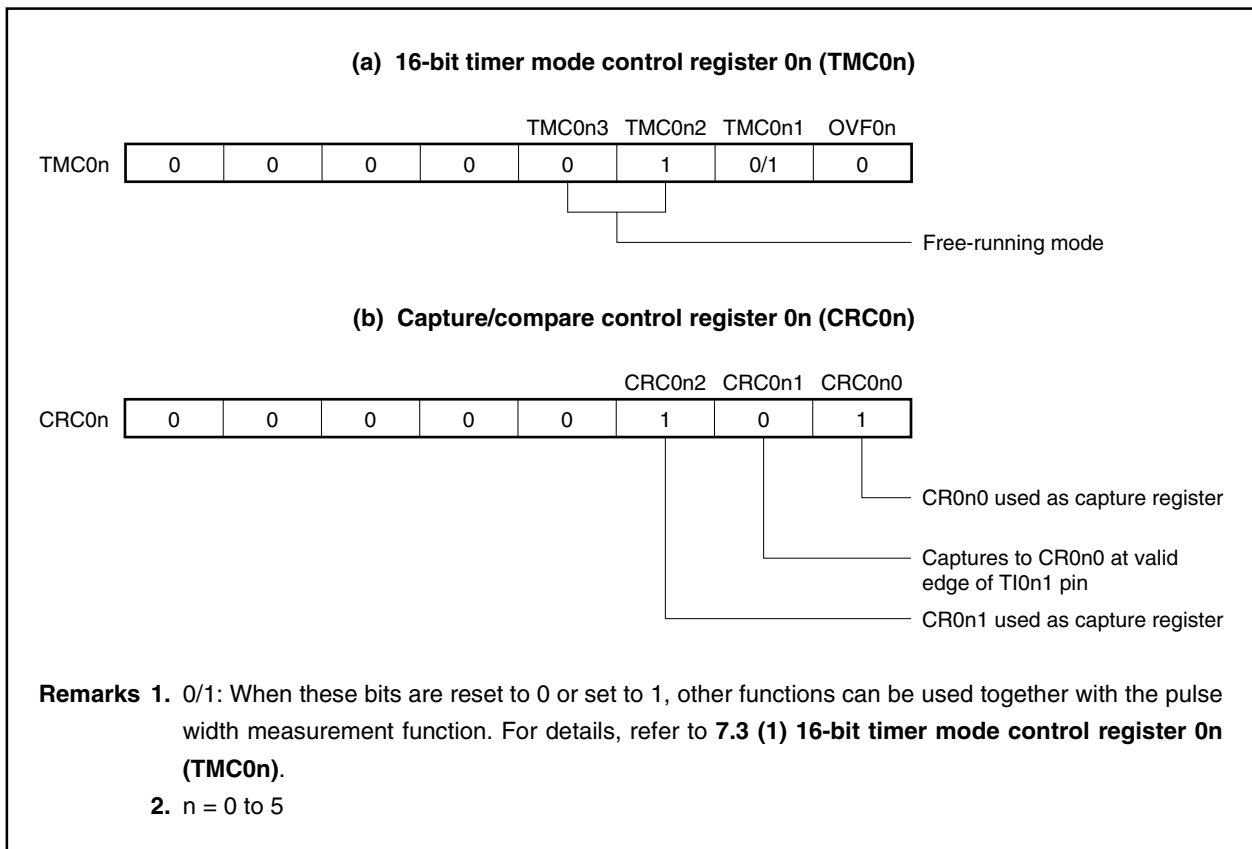 (a) 16-bit timer mode control register 0n (TMC0n)
TMC0n3 TMC0n2 TMC0n1 OVF0n
TMC0n 0 0 0 0 0 1 0/1 0
Free-running mode
(b) Capture/compare control register 0n (CRC0n)
CRC0n2 CRC0n1 CRC0n0
CRC0n 0 0 0 0 0 1 0 1
CR0n0 used as capture register
Captures to CR0n0 at valid
edge of TI0n1 pin
CR0n1 used as capture register
Remarks 1. 0/1: When these bits are reset to 0 or set to 1, other functions can be used together with the pulse
width measurement function. For details, refer to 7.3 (1) 16-bit timer mode control register 0n
(TMC0n).
2. n = 0 to 5